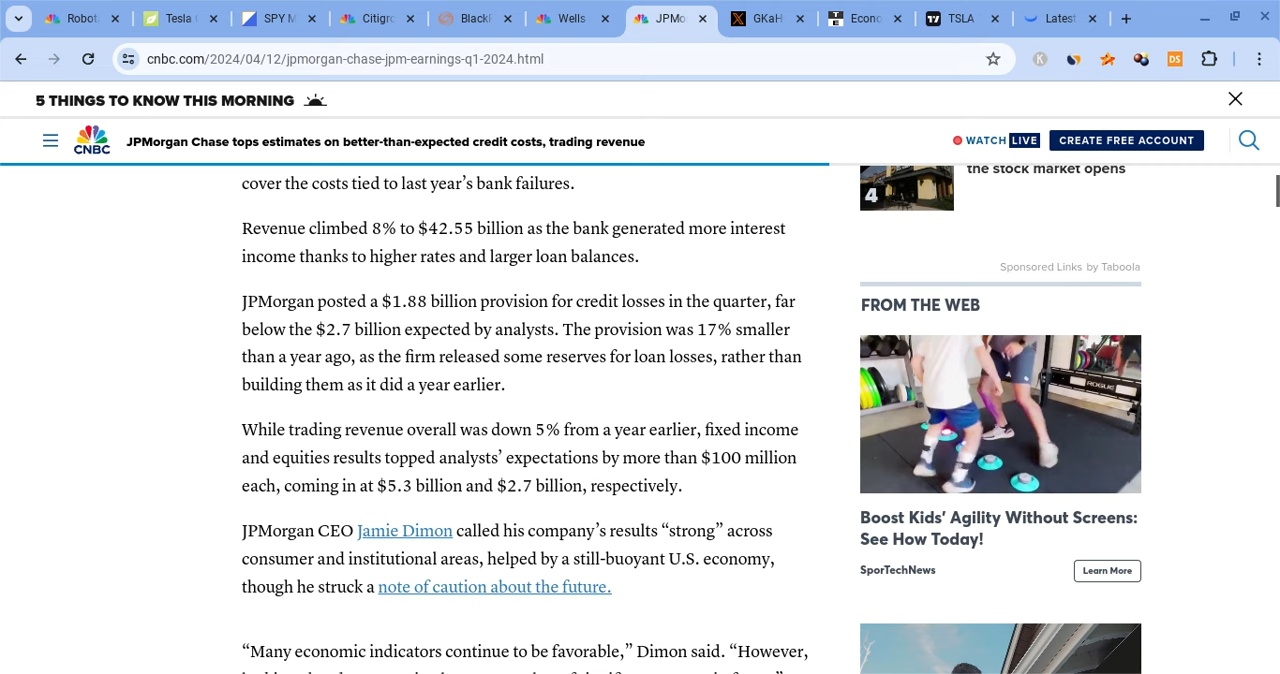 Robot
Tesla
SPY M
Citigro
Blackl
Wells
JPMo
GKaH
Econo
TSLA
Latest
cnbc.com/2024/04/12/jpmorgan-chase-jpm-earnings-q1-2024.html
K
DS
5 THINGS TO KNOW THIS MORNING
CNBC
JPMorgan Chase tops estimates on better-than-expected credit costs, trading revenue
WATCH LIVE
CREATE FREE ACCOUNT
cover the costs tied to last year’s bank failures.
Revenue climbed 8% to $42.55 billion as the bank generated more interest
income thanks to higher rates and larger loan balances.
JPMorgan posted a $1.88 billion provision for credit losses in the quarter, far
below the $2.7 billion expected by analysts. The provision was 17% smaller
than a year ago, as the firm released some reserves for loan losses, rather than
building them as it did a year earlier.
While trading revenue overall was down 5% from a year earlier, fixed income
and equities results topped analysts’ expectations by more than $100 million
each, coming in at $5.3 billion and $2.7 billion, respectively.
JPMorgan CEO Jamie Dimon called his company’s results “strong” across
consumer and institutional areas, helped by a still-buoyant U.S. economy,
though he struck a note of caution about the future.
“Many economic indicators continue to be favorable,” Dimon said. “However,
4
the stock market opens
Sponsored Links by Taboola
FROM THE WEB
ROGUE
Boost Kids’ Agility Without Screens:
See How Today!
SporTechNews
Learn More